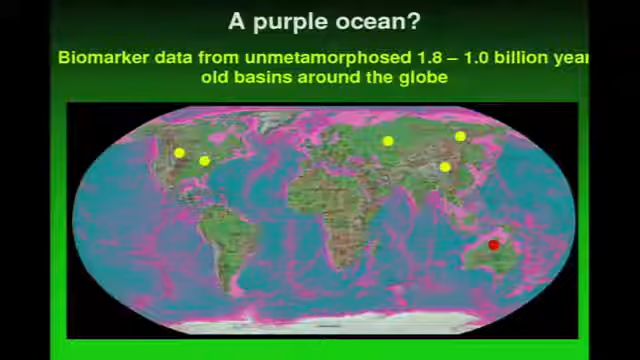 A purple ocean?
Biomarker data from unmetamorphosed 1.8 – 1.0 billion year
old basins around the globe